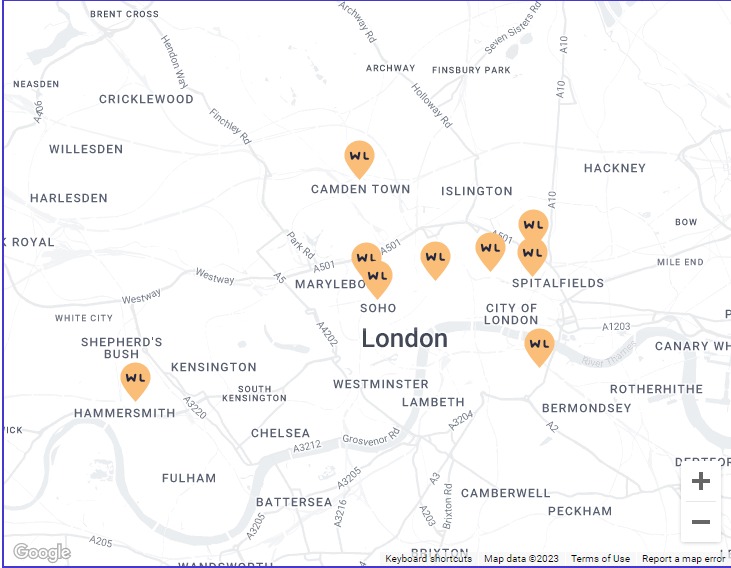 BRENT CROSS
Archway Rd
Seven Sisters Rd
A10
Hendon Way
ARCHWAY
FINSBURY PARK
NEASDEN
A406
CRICKLEWOOD
Finchley Rd
Holloway Rd
A10
WILLESDEN
WL
CAMDEN TOWN
ISLINGTON
HACKNEY
HARLESDEN
A10
BOW
K ROYAL
Park Rd
A501
WL
A501
WL
WL
WL
WL
MILE END
A501
Westway
A5
MARYLEBO
WL
SPITALFIELDS
Westway
SOHO
CITY OF
LONDON
WHITE CITY
A4202
London
A1203
SHEPHERD'S
BUSH
WL
River Thames
CANARY WH
KENSINGTON
WL
SOUTH
KENSINGTON
WESTMINSTER
ROTHERHITHE
HAMMERSMITH
A3220
LAMBETH
BERMONDSEY
VICK
CHELSEA
A3212
Grosvenor Rd
A3204
A2
DEPTFORD
FULHAM
A3205
A3
BATTERSEA
A3216
Brixton Rd
CAMBERWELL
A3205
A203
PECKHAM
A205
BRIXTON
WANDSWORTH
Google
Keyboard shortcuts
Map data ©2023
Terms of Use
Report a map error